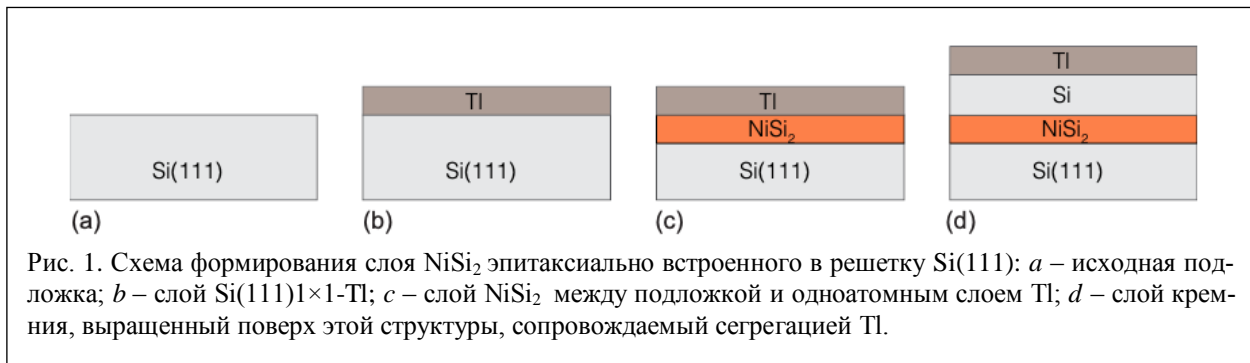 Tl
Si(111)
(a)
Tl
Si(111)
(b)
Tl
NiSi₂
Si(111)
(c)
Tl
Si
NiSi₂
Si(111)
(d)
Рис. 1. Схема формирования слоя NiSi₂ эпитаксиально встроенного в решетку Si(111): a – исходная под-
ложка; b – слой Si(111)1×1-Tl; c – слой NiSi₂ между подложкой и одноатомным слоем Tl; d – слой крем-
ния, выращенный поверх этой структуры, сопровождаемый сегрегацией Tl.